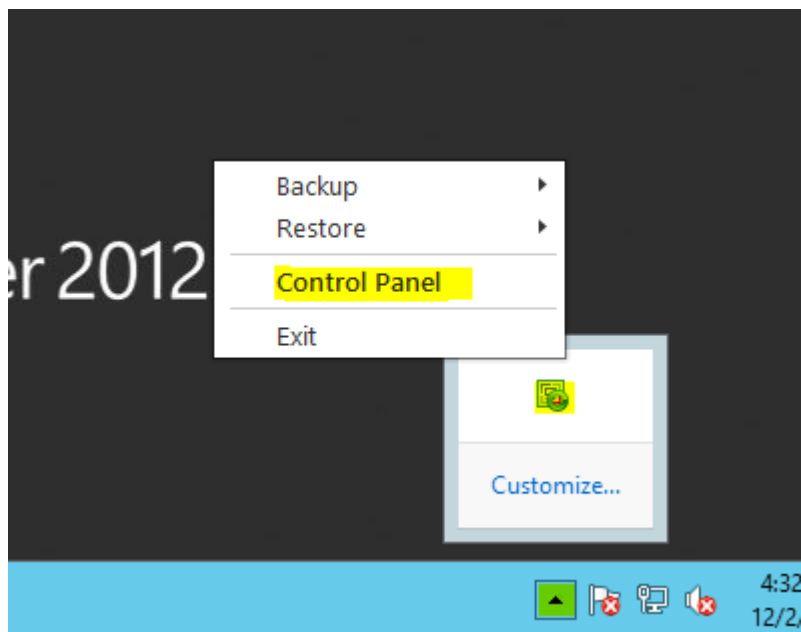 Backup
Restore
er 2012
Control Panel
Exit
Customize...
4:32
12/2/